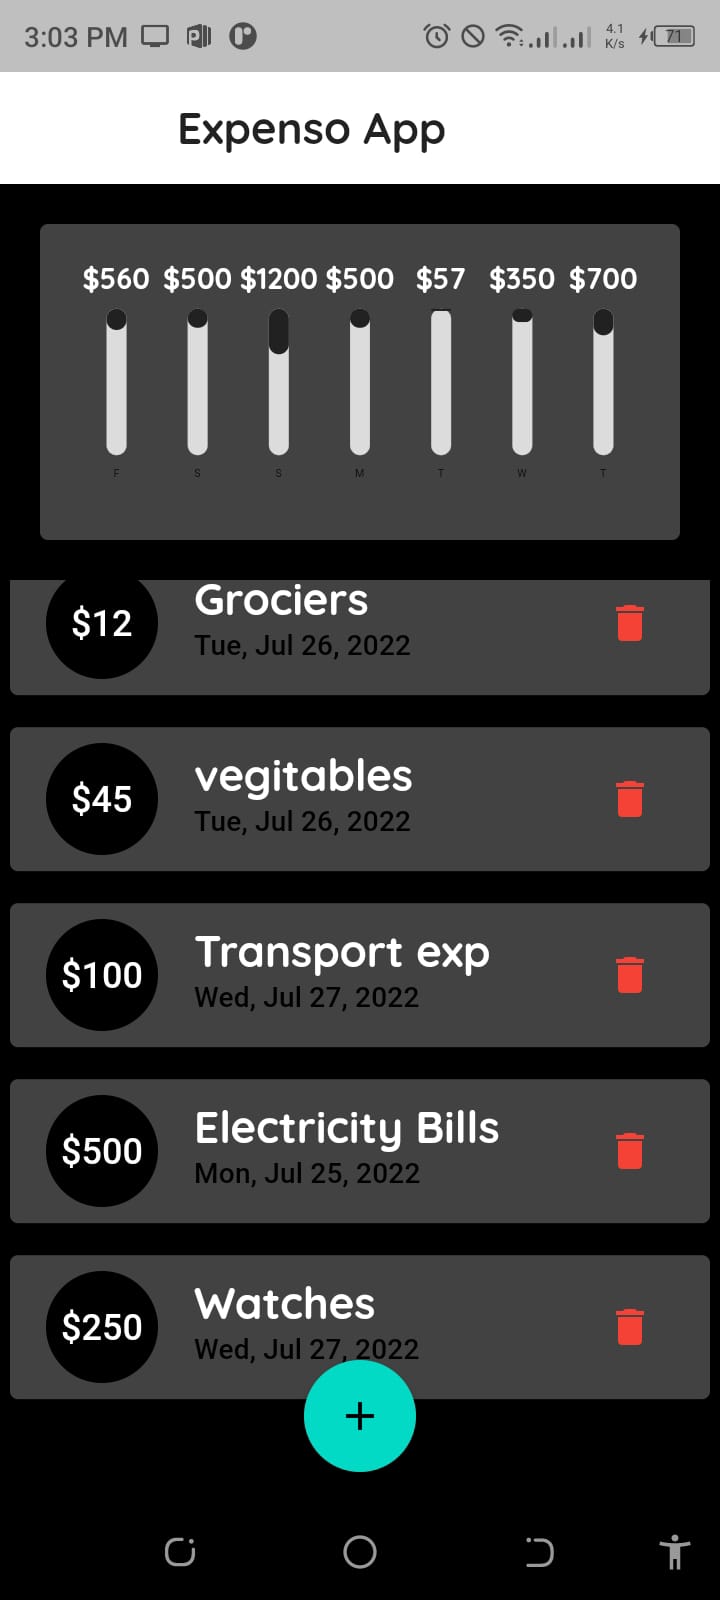 3:03 PM 4.1 K/s 71
Expenso App
$560 $500 $1200 $500 $57 $350 $700
F S S M T W T
$12 Grociers
Tue, Jul 26, 2022
$45 vegitables
Tue, Jul 26, 2022
$100 Transport exp
Wed, Jul 27, 2022
$500 Electricity Bills
Mon, Jul 25, 2022
$250 Watches
Wed, Jul 27, 2022
+